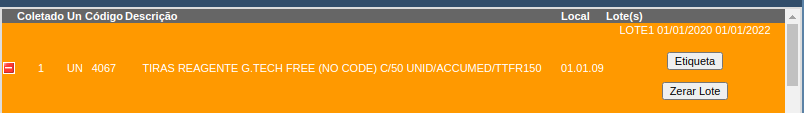 Coletado Un Código Descrição Local Lote(s)
LOTE1 01/01/2020 01/01/2022
1 UN 4067 TIRAS REAGENTE G.TECH FREE (NO CODE) C/50 UNID/ACCUMED/TTFR150 01.01.09
Etiqueta
Zerar Lote